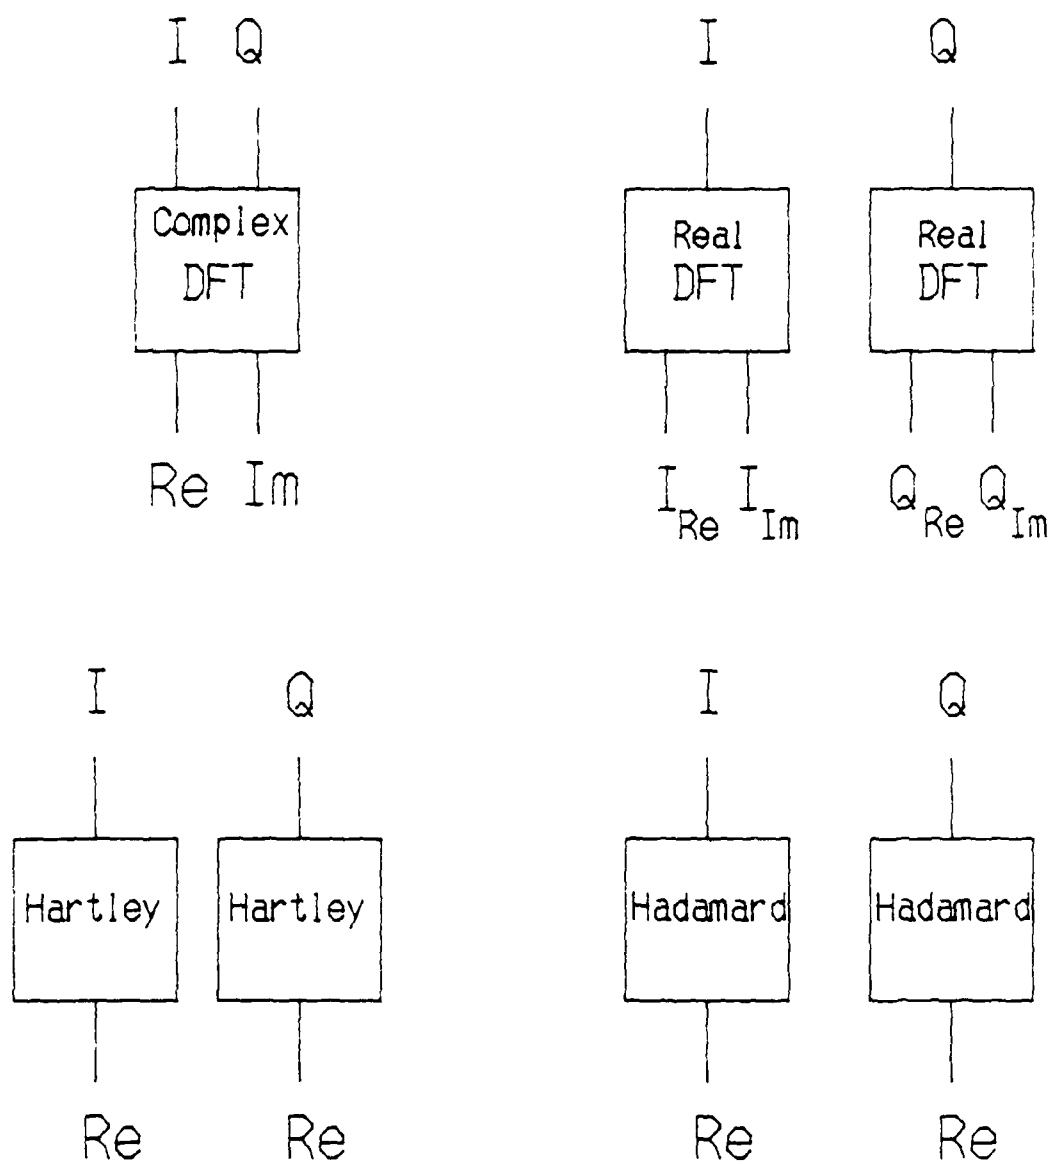 I Q
Complex
DFT
Re Im
I Q
Real Real
DFT DFT
I_Re I_Im Q_Re Q_Im
I Q
Hartley Hartley
Re Re
I Q
Hadamard Hadamard
Re Re